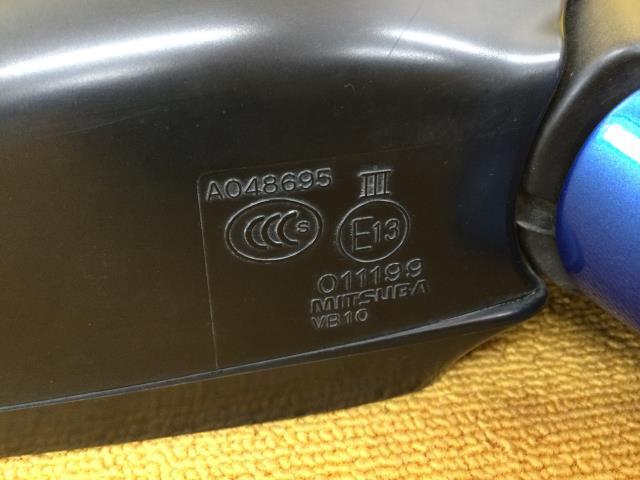 A048695 III
CCC S E13
011199
MITSUBA
VB10